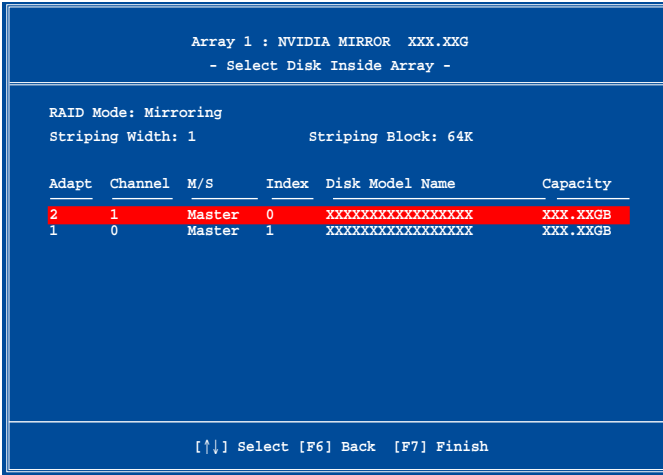 Array 1 : NVIDIA MIRROR XXX.XXG
- Select Disk Inside Array -
RAID Mode: Mirroring
Striping Width: 1 Striping Block: 64K
Adapt Channel M/S Index Disk Model Name Capacity
2 1 Master 0 XXXXXXXXXXXXXXXXX XXX.XXGB
1 0 Master 1 XXXXXXXXXXXXXXXXX XXX.XXGB
[↑↓] Select [F6] Back [F7] Finish